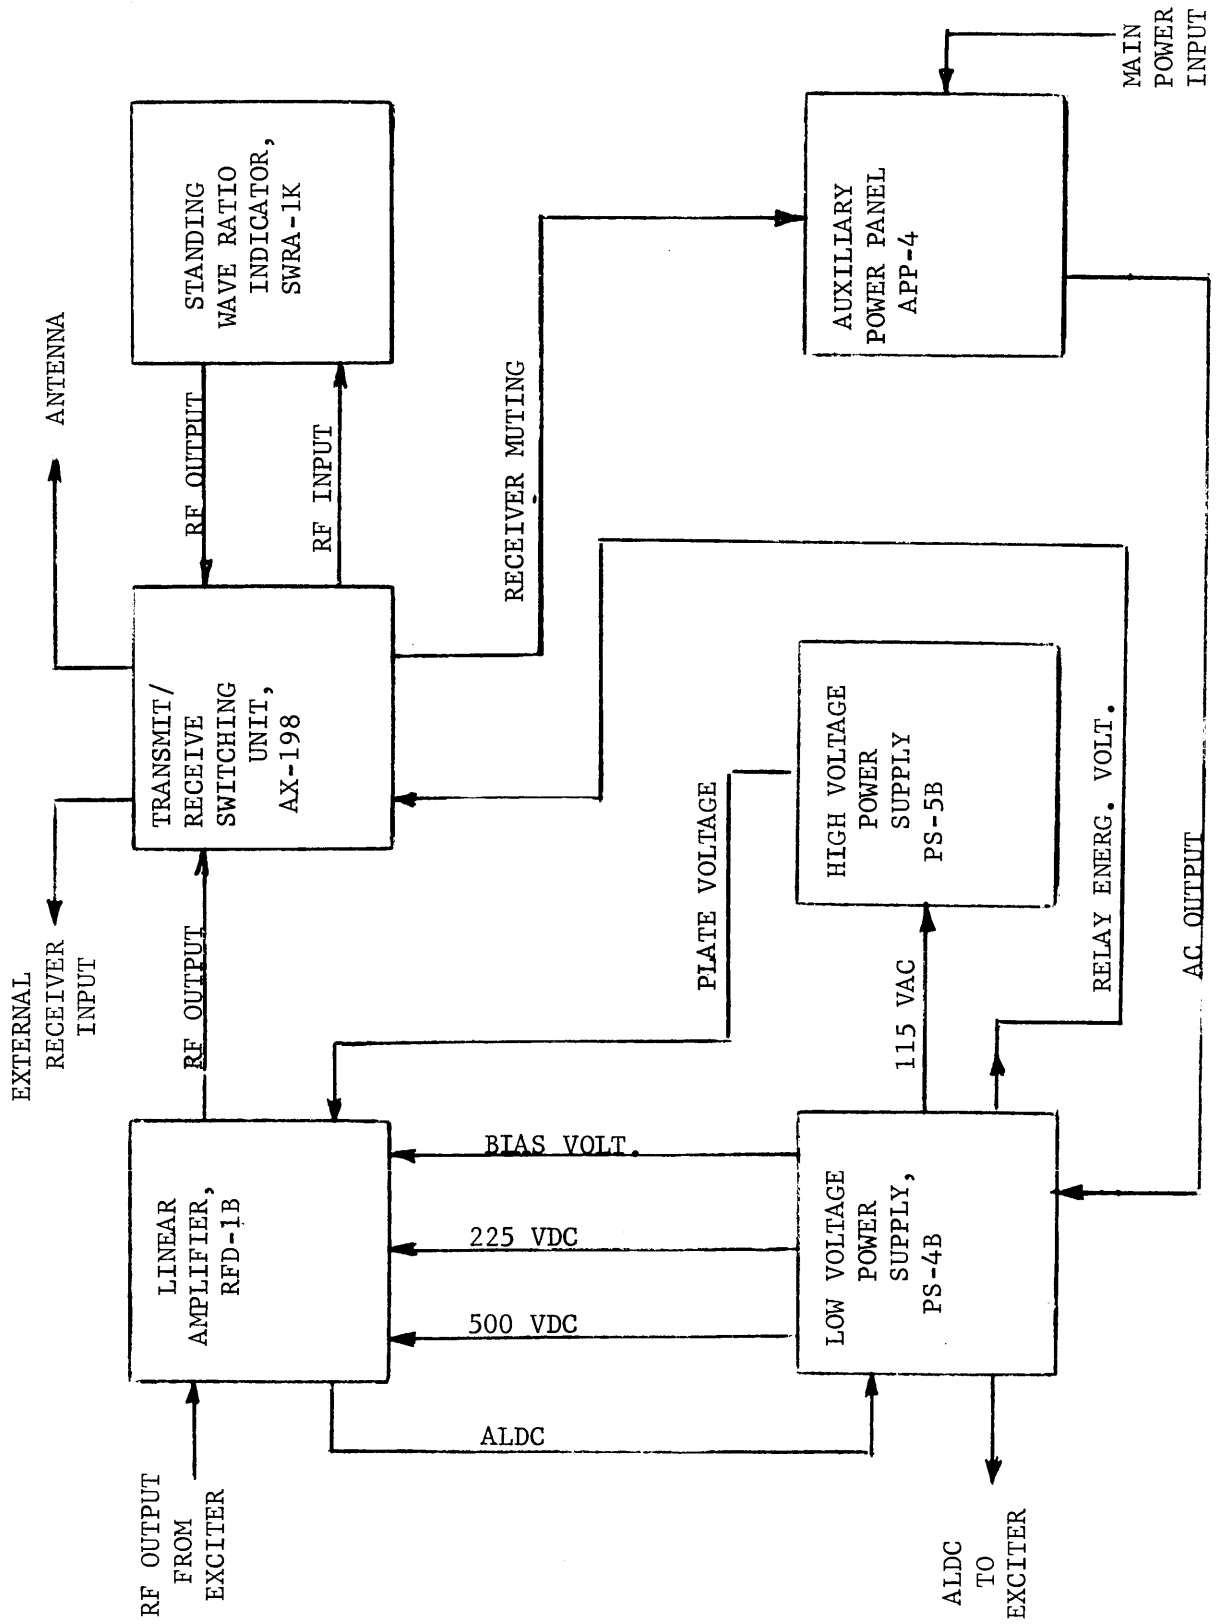 RF OUTPUT
FROM
EXCITER
LINEAR
AMPLIFIER,
RFD-1B
RF OUTPUT
EXTERNAL
RECEIVER
INPUT
TRANSMIT/
RECEIVE
SWITCHING
UNIT,
AX-198
ANTENNA
RF OUTPUT
RF INPUT
STANDING
WAVE RATIO
INDICATOR,
SWRA-1K
RECEIVER MUTING
ALDC
500 VDC
225 VDC
BIAS VOLT.
PLATE VOLTAGE
ALDC
TO
EXCITER
LOW VOLTAGE
POWER
SUPPLY,
PS-4B
115 VAC
HIGH VOLTAGE
POWER
SUPPLY
PS-5B
RELAY ENERG. VOLT.
AC OUTPUT
AUXILIARY
POWER PANEL
APP-4
MAIN
POWER
INPUT